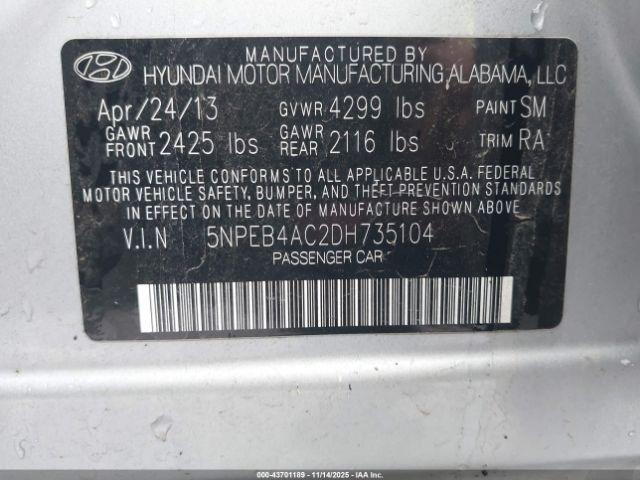 MANUFACTURED BY
HYUNDAI MOTOR MANUFACTURING, ALABAMA, LLC
Apr/24/13 GVWR 4299 lbs PAINT SM
GAWR FRONT 2425 lbs GAWR REAR 2116 lbs TRIM RA
THIS VEHICLE CONFORMS TO ALL APPLICABLE U.S.A. FEDERAL
MOTOR VEHICLE SAFETY, BUMPER, AND THEFT PREVENTION STANDARDS
IN EFFECT ON THE DATE OF MANUFACTURE SHOWN ABOVE
V.I.N 5NPEB4AC2DH735104
PASSENGER CAR
000-43701189 - 11/14/2025 - IAAI.COM